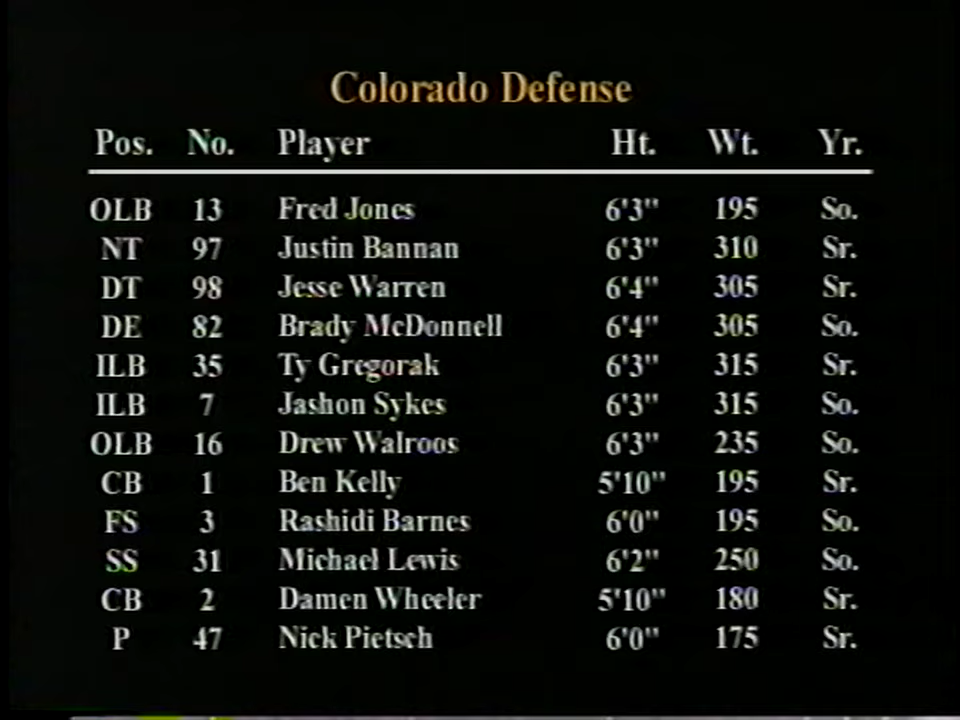 Colorado Defense
Pos. No. Player Ht. Wt. Yr.
OLB 13 Fred Jones 6'3" 195 So.
NT 97 Justin Bannan 6'3" 310 Sr.
DT 98 Jesse Warren 6'4" 305 Sr.
DE 82 Brady McDonnell 6'4" 305 So.
ILB 35 Ty Gregorak 6'3" 315 Sr.
ILB 7 Jashon Sykes 6'3" 315 So.
OLB 16 Drew Walroos 6'3" 235 So.
CB 1 Ben Kelly 5'10" 195 Sr.
FS 3 Rashidi Barnes 6'0" 195 So.
SS 31 Michael Lewis 6'2" 250 So.
CB 2 Damen Wheeler 5'10" 180 Sr.
P 47 Nick Pietsch 6'0" 175 Sr.